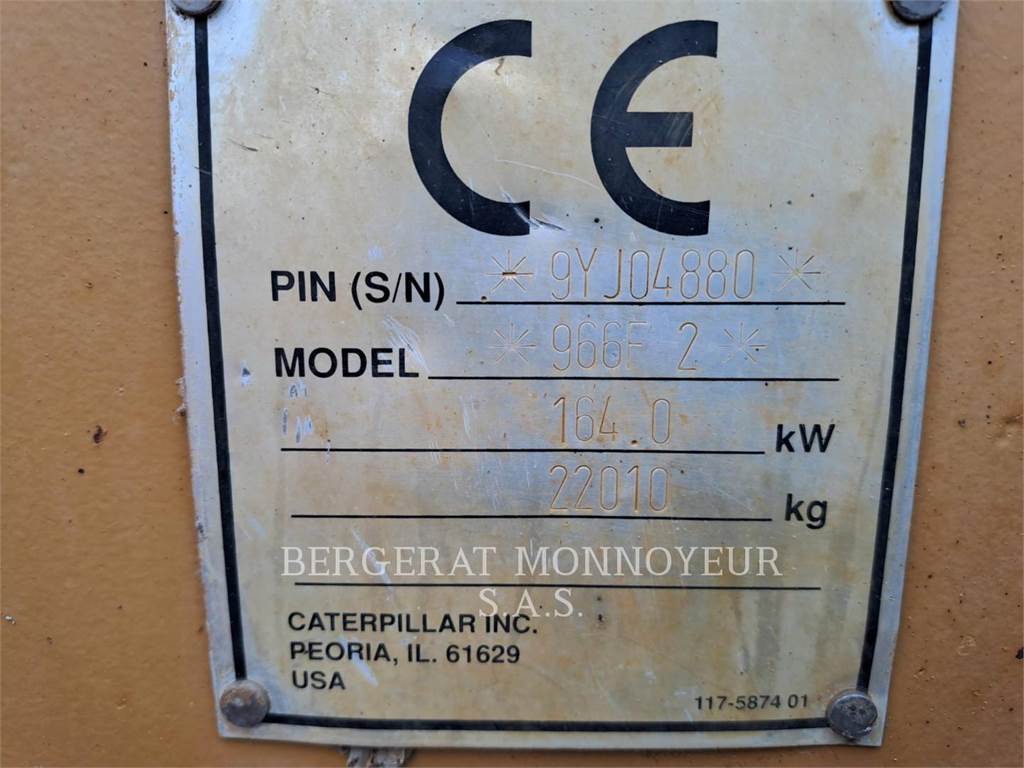 CE
PIN (S/N) * 9YJ04880 *
MODEL * 966F 2 *
164.0 kW
22010 kg
BERGERAT MONNOYEUR
S.A.S.
CATERPILLAR INC.
PEORIA, IL. 61629
USA
117-5874 01